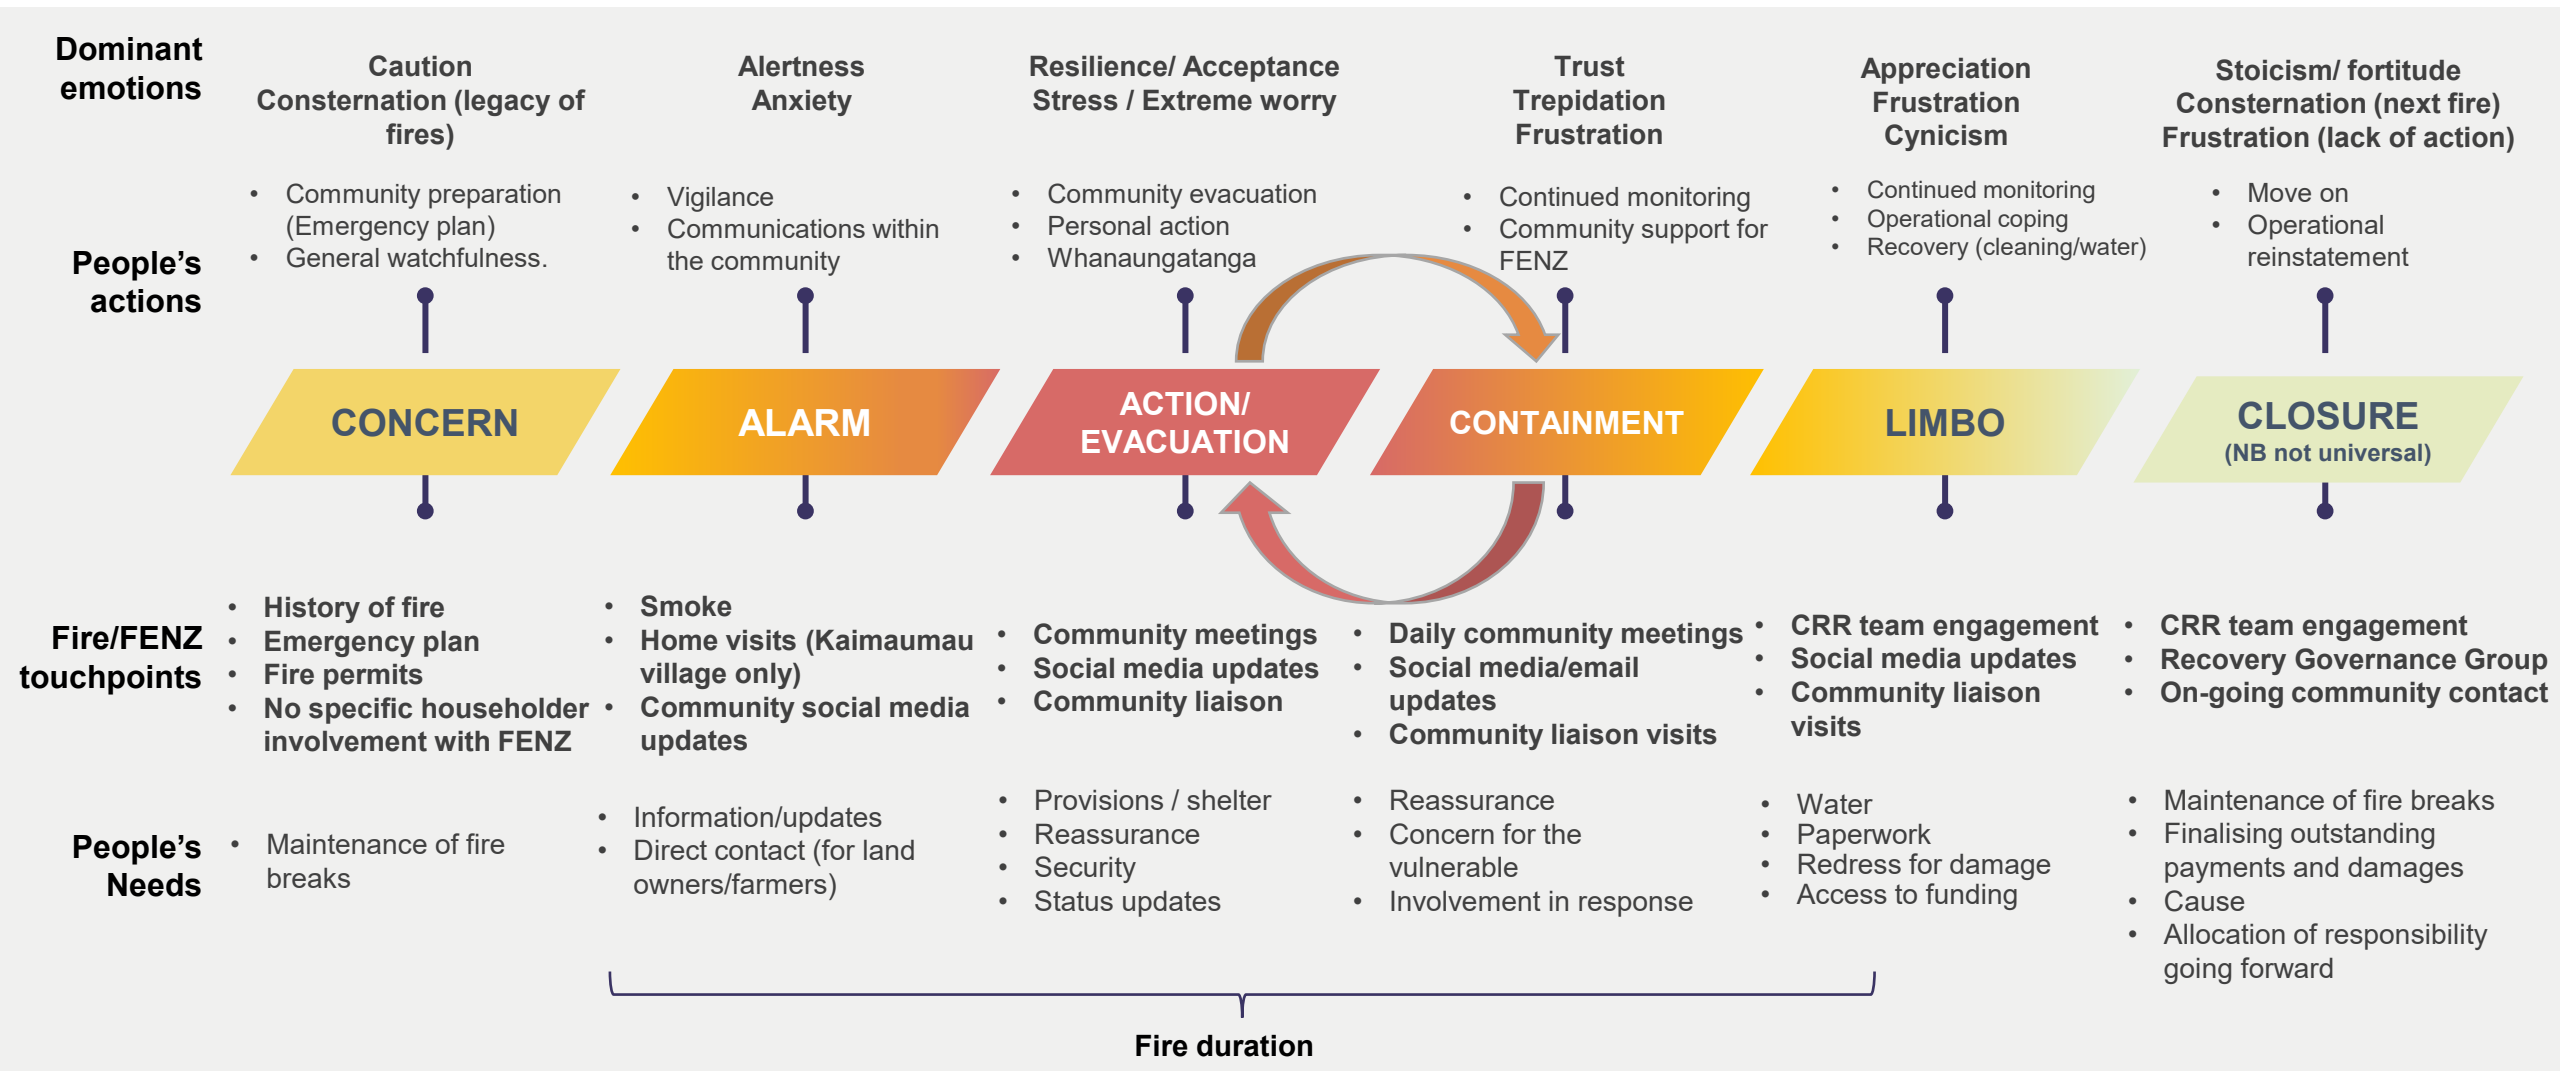 Dominant
emotions
Caution
Consternation (legacy of
fires)
Alertness
Anxiety
Resilience/ Acceptance
Stress / Extreme worry
Trust
Trepidation
Frustration
Appreciation
Frustration
Cynicism
Stoicism/ fortitude
Consternation (next fire)
Frustration (lack of action)
People's
actions
• Community preparation
(Emergency plan)
• General watchfulness.
• Vigilance
• Communications within
the community
• Community evacuation
• Personal action
• Whanaungatanga
• Continued monitoring
• Community support for
FENZ
• Continued monitoring
• Operational coping
• Recovery (cleaning/water)
• Move on
• Operational
reinstatement
CONCERN
ALARM
ACTION/
EVACUATION
CONTAINMENT
LIMBO
CLOSURE
(NB not universal)
Fire/FENZ
touchpoints
• History of fire
• Emergency plan
• Fire permits
• No specific householder
involvement with FENZ
• Smoke
• Home visits (Kaimaumau
village only)
• Community social media
updates
• Community meetings
• Social media updates
• Community liaison
• Daily community meetings
• Social media/email
updates
• Community liaison visits
• CRR team engagement
• Social media updates
• Community liaison
visits
• CRR team engagement
• Recovery Governance Group
• On-going community contact
People's
Needs
• Maintenance of fire
breaks
• Information/updates
• Direct contact (for land
owners/farmers)
• Provisions / shelter
• Reassurance
• Security
• Status updates
• Reassurance
• Concern for the
vulnerable
• Involvement in response
• Water
• Paperwork
• Redress for damage
• Access to funding
• Maintenance of fire breaks
• Finalising outstanding
payments and damages
• Cause
• Allocation of responsibility
going forward
Fire duration